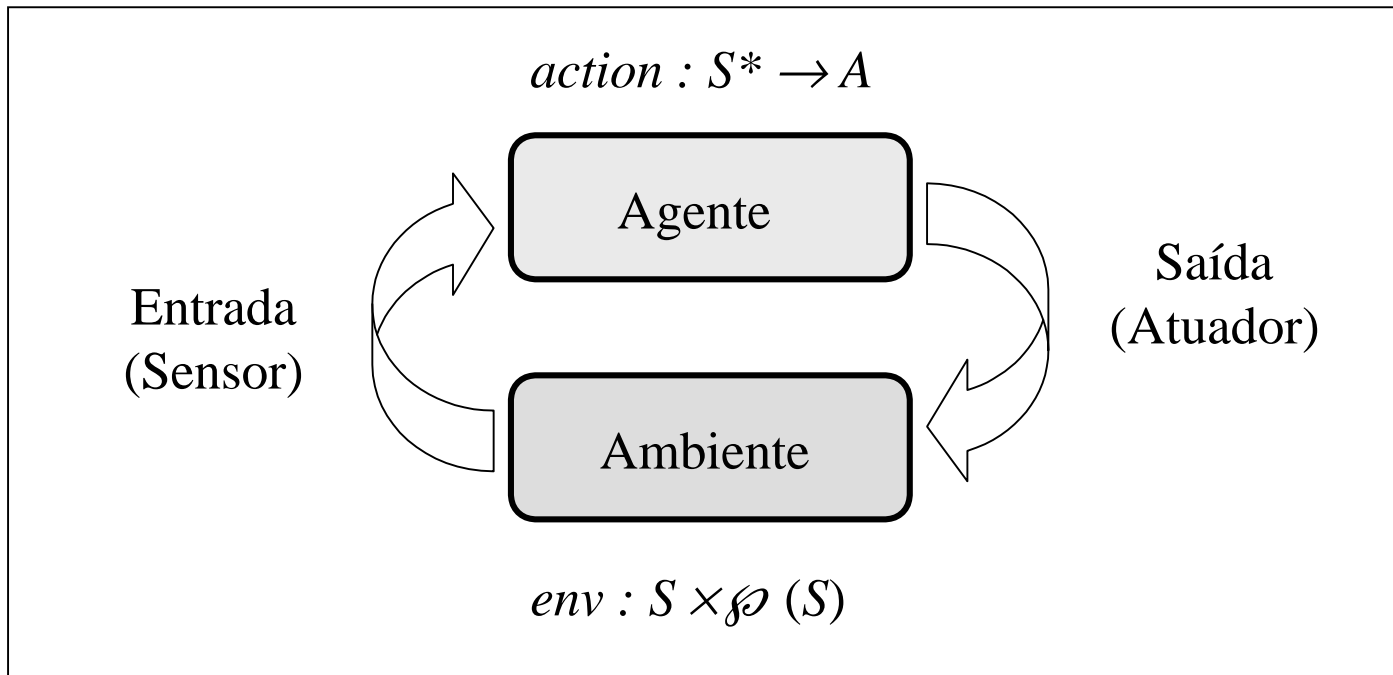 action : S* → A
Agente
Entrada
(Sensor)
Saída
(Atuador)
Ambiente
env : S ×℘ (S)